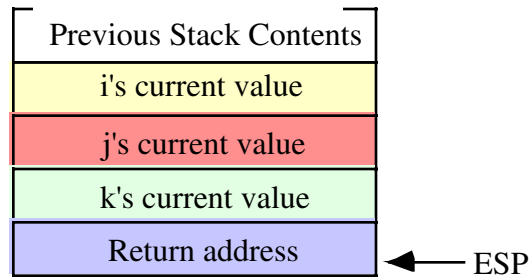 Previous Stack Contents
i's current value
j's current value
k's current value
Return address
ESP